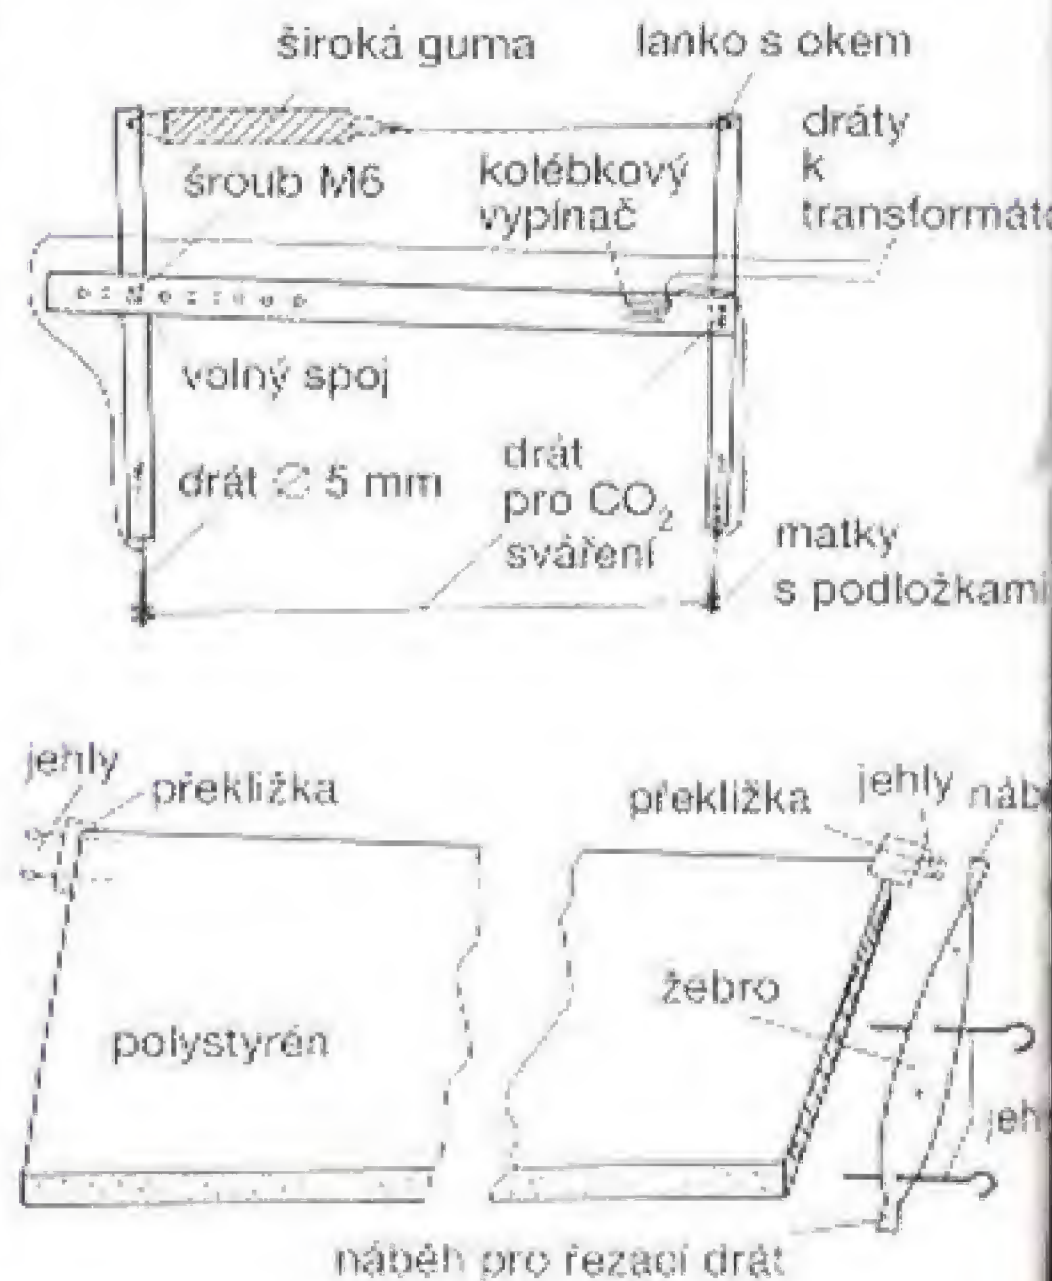 široká guma
lanko s okem
dráty
k
šroub M6
kolébkový
vypínač
volný spoj
drát ∅ 5 mm
drát
pro CO₂
sváření
matky
s podložkami
jehly
překližka
překližka
jehly
žebro
polystyrén
náběh pro řezací drát